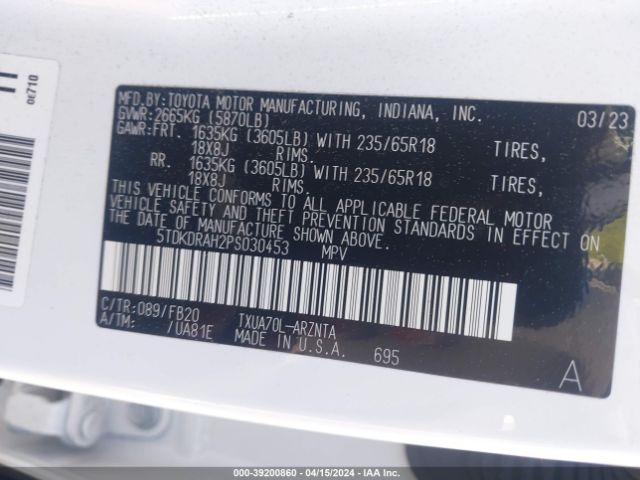 0E710
MFD.BY:TOYOTA MOTOR MANUFACTURING, INDIANA, INC. 03/23
GVWR:2665KG (5870LB)
GAWR:FRT. 1635KG (3605LB) WITH 235/65R18 TIRES,
18X8J RIMS.
RR. 1635KG (3605LB) WITH 235/65R18 TIRES,
18X8J RIMS.
THIS VEHICLE CONFORMS TO ALL APPLICABLE FEDERAL MOTOR
VEHICLE SAFETY AND THEFT PREVENTION STANDARDS IN EFFECT ON
THE DATE OF MANUFACTURE SHOWN ABOVE.
5TDKDRAH2PS030453 MPV
C/TR:089/FB20 TXUA70L-ARZNTA
A/TM: /UA81E MADE IN U.S.A. 695
A
000-39200860 - 04/15/2024 - IAA Inc.